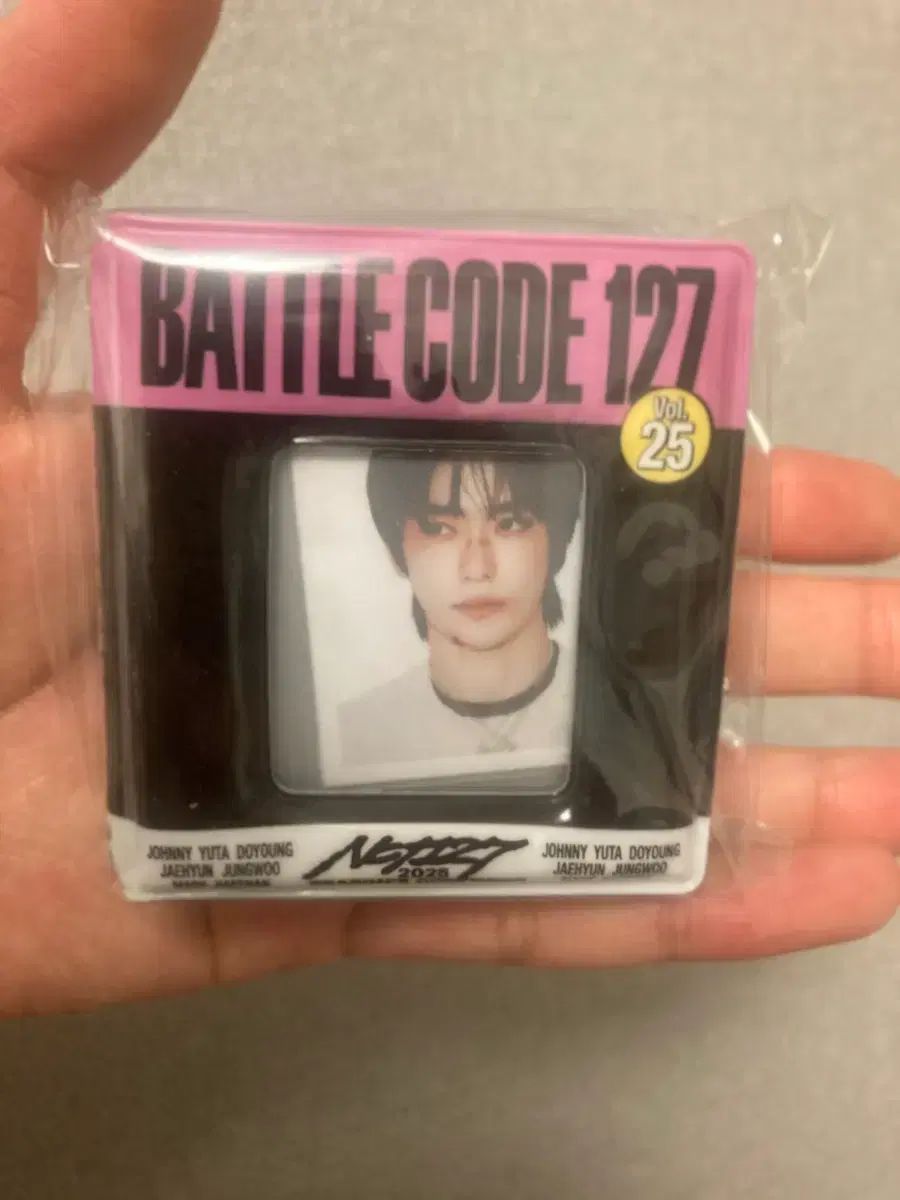 BATTLE CODE 127
Vol.
25
JOHNNY YUTA DOYOUNG
JAEHYUN JUNGWOO
NCT127
2025
JOHNNY YUTA DOYOUNG
JAEHYUN JUNGWOO